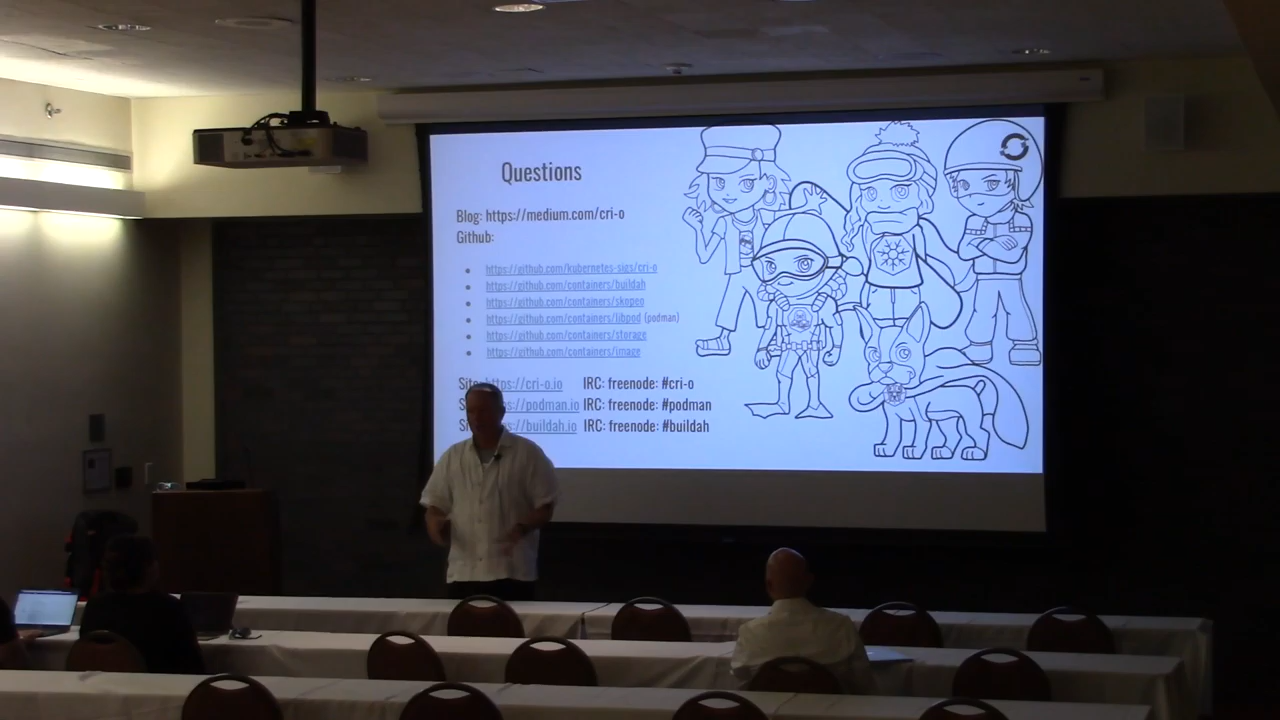 Questions
Blog: https://medium.com/cri-o
Github:
https://github.com/kubernetes-sigs/cri-o
https://github.com/containers/buildah
https://github.com/containers/skopeo
https://github.com/containers/libpod (podman)
https://github.com/containers/storage
https://github.com/containers/image
Site: https://cri-o.io IRC: freenode: #cri-o
//podman.io IRC: freenode: #podman
//buildah.io IRC: freenode: #buildah